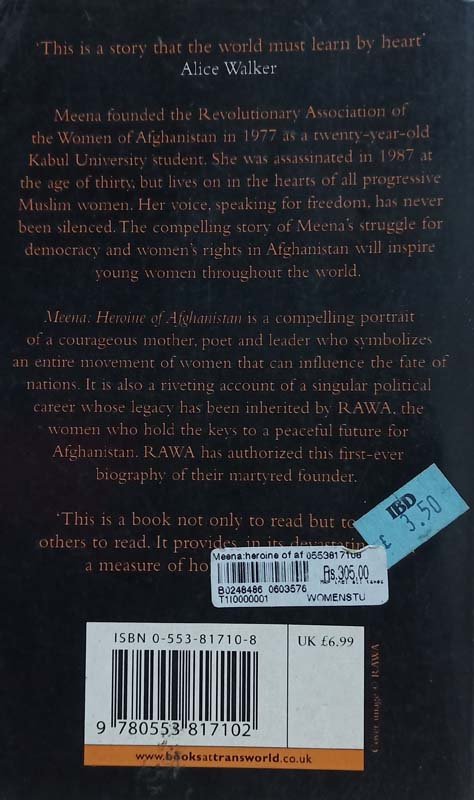 'This is a story that the world must learn by heart'
Alice Walker
Meena founded the Revolutionary Association of
the Women of Afghanistan in 1977 as a twenty-year-old
Kabul University student. She was assassinated in 1987 at
the age of thirty, but lives on in the hearts of all progressive
Muslim women. Her voice, speaking for freedom, has never
been silenced. The compelling story of Meena's struggle for
democracy and women's rights in Afghanistan will inspire
young women throughout the world.
Meena: Heroine of Afghanistan is a compelling portrait
of a courageous mother, poet and leader who symbolizes
an entire movement of women that can influence the fate of
nations. It is also a riveting account of a singular political
career whose legacy has been inherited by RAWA, the
women who hold the keys to a peaceful future for
Afghanistan. RAWA has authorized this first-ever
biography of their martyred founder.
'This is a book not only to read but to
others to read. It provides, in its
a measure of
IBD
£ 3.50
Meena:heroine of af 0553817108
Rs.305.00
B0248486 0603576
T1I0000001 WOMENSTU
ISBN 0-553-81710-8
UK £6.99
9 780553 817102
www.booksattransworld.co.uk
Cover image © RAWA